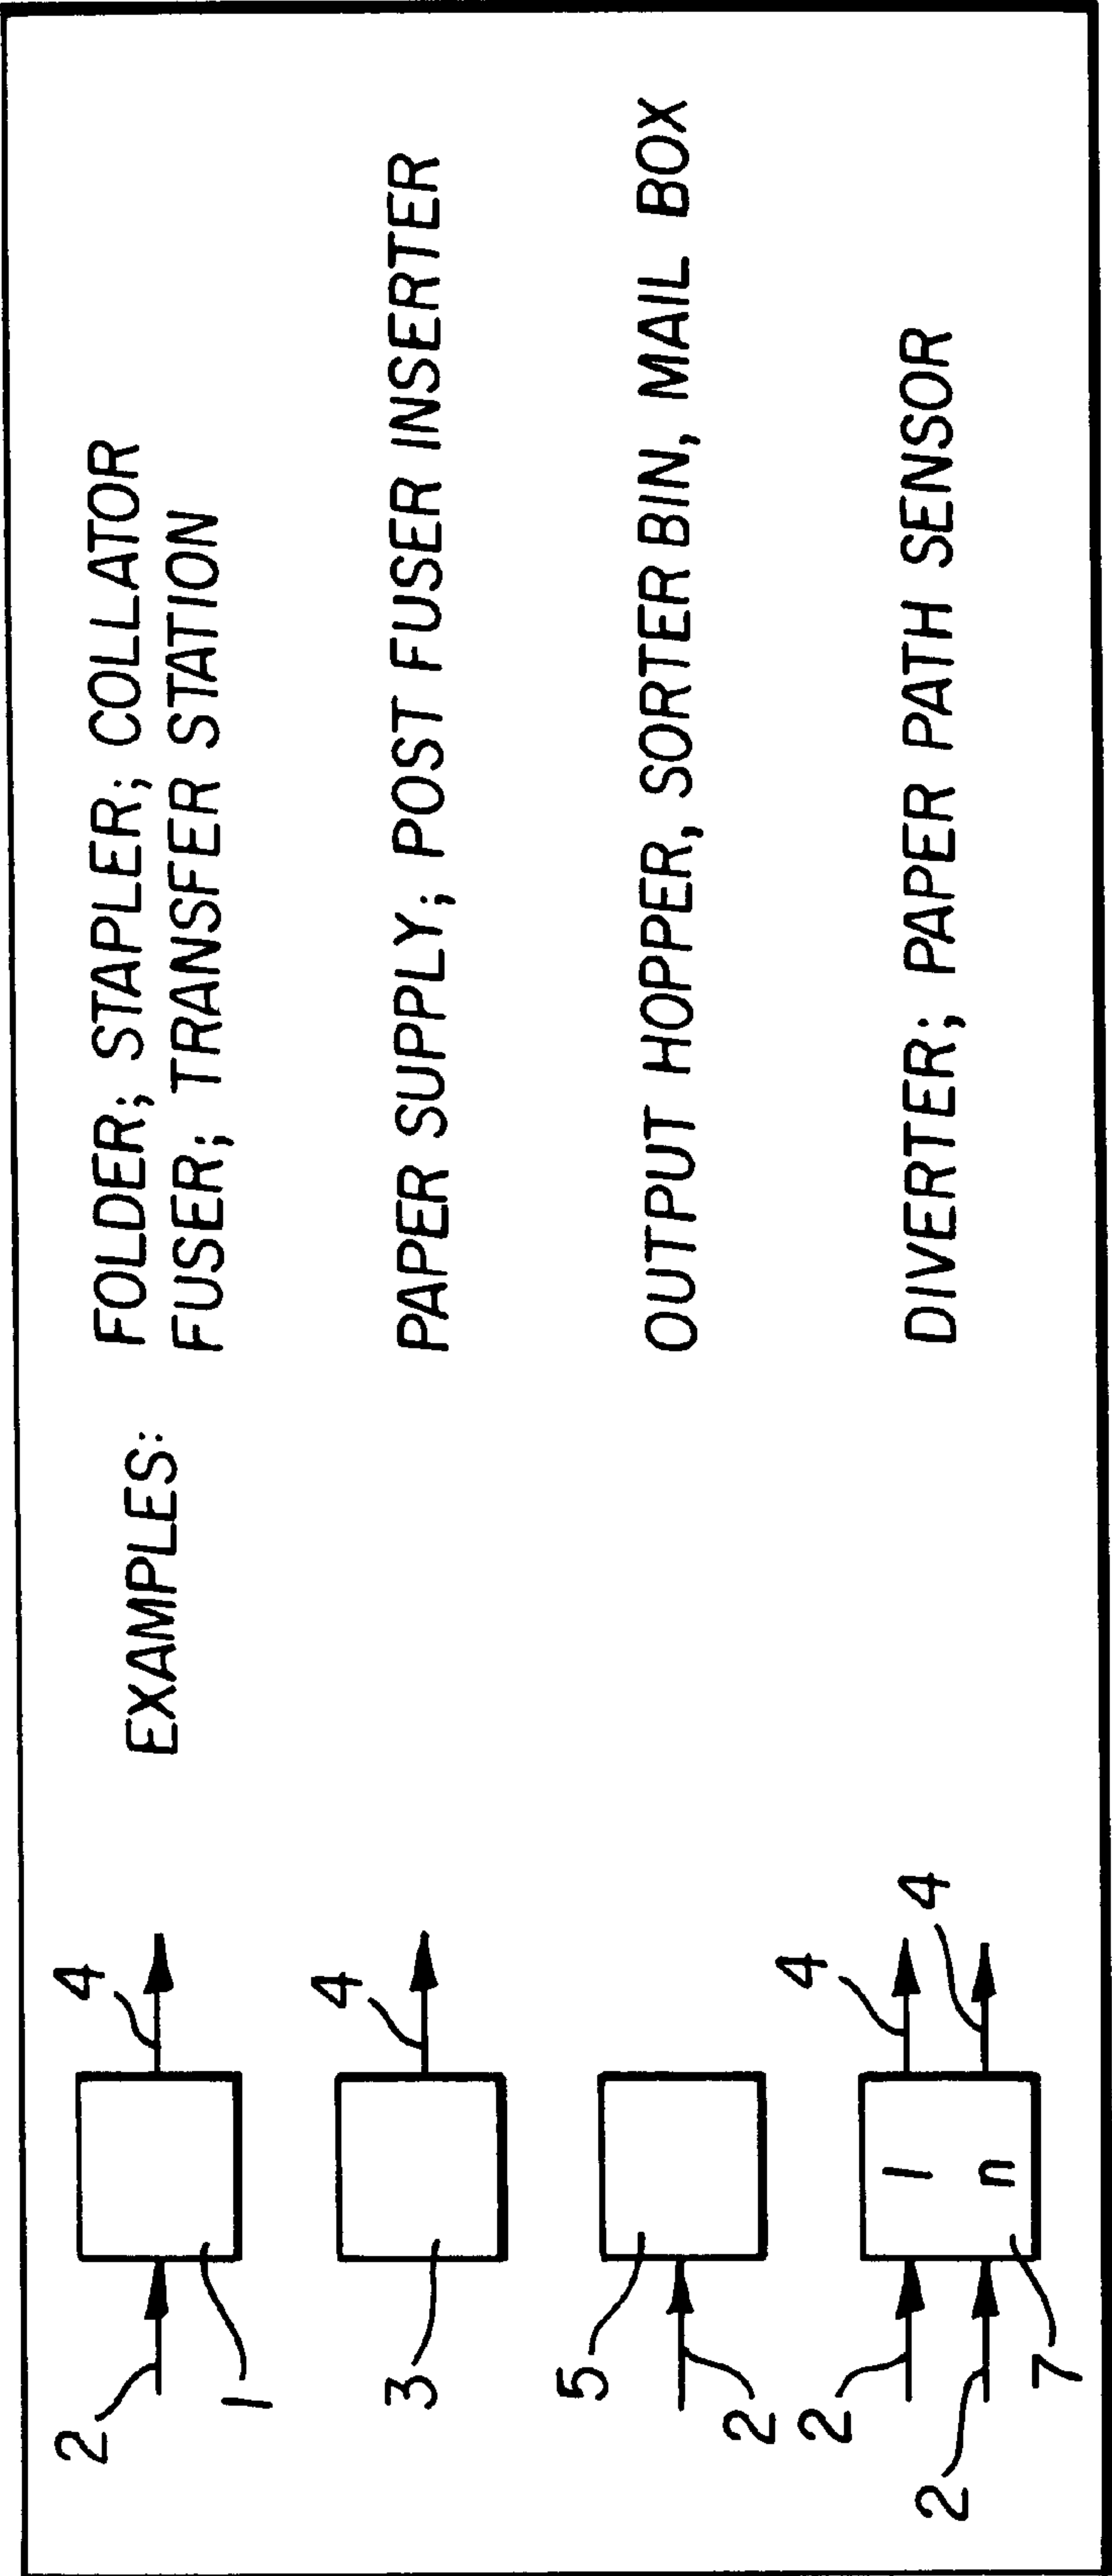 2
4
1
EXAMPLES:
FOLDER; STAPLER; COLLATOR
FUSER; TRANSFER STATION
3
4
PAPER SUPPLY; POST FUSER INSERTER
5
2
OUTPUT HOPPER, SORTER BIN, MAIL BOX
2
4
1
n
2
4
7
DIVERTER; PAPER PATH SENSOR